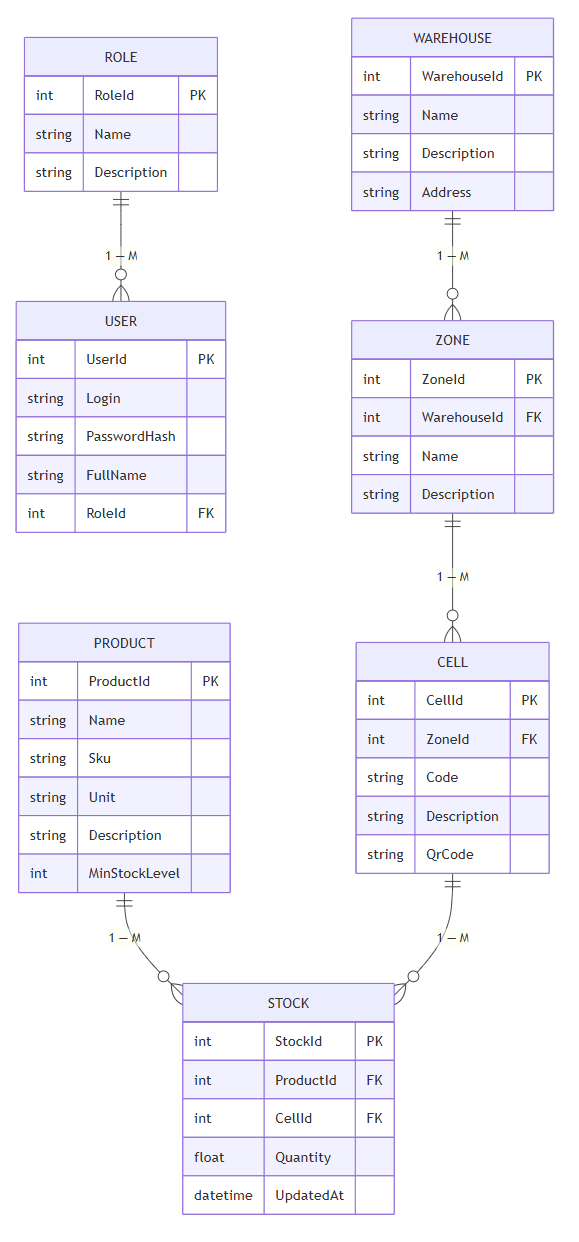 ROLE
int RoleId PK
string Name
string Description
1 – M
USER
int UserId PK
string Login
string PasswordHash
string FullName
int RoleId FK
WAREHOUSE
int WarehouseId PK
string Name
string Description
string Address
1 – M
ZONE
int ZoneId PK
int WarehouseId FK
string Name
string Description
1 – M
PRODUCT
int ProductId PK
string Name
string Sku
string Unit
string Description
int MinStockLevel
CELL
int CellId PK
int ZoneId FK
string Code
string Description
string QrCode
1 – M
1 – M
STOCK
int StockId PK
int ProductId FK
int CellId FK
float Quantity
datetime UpdatedAt